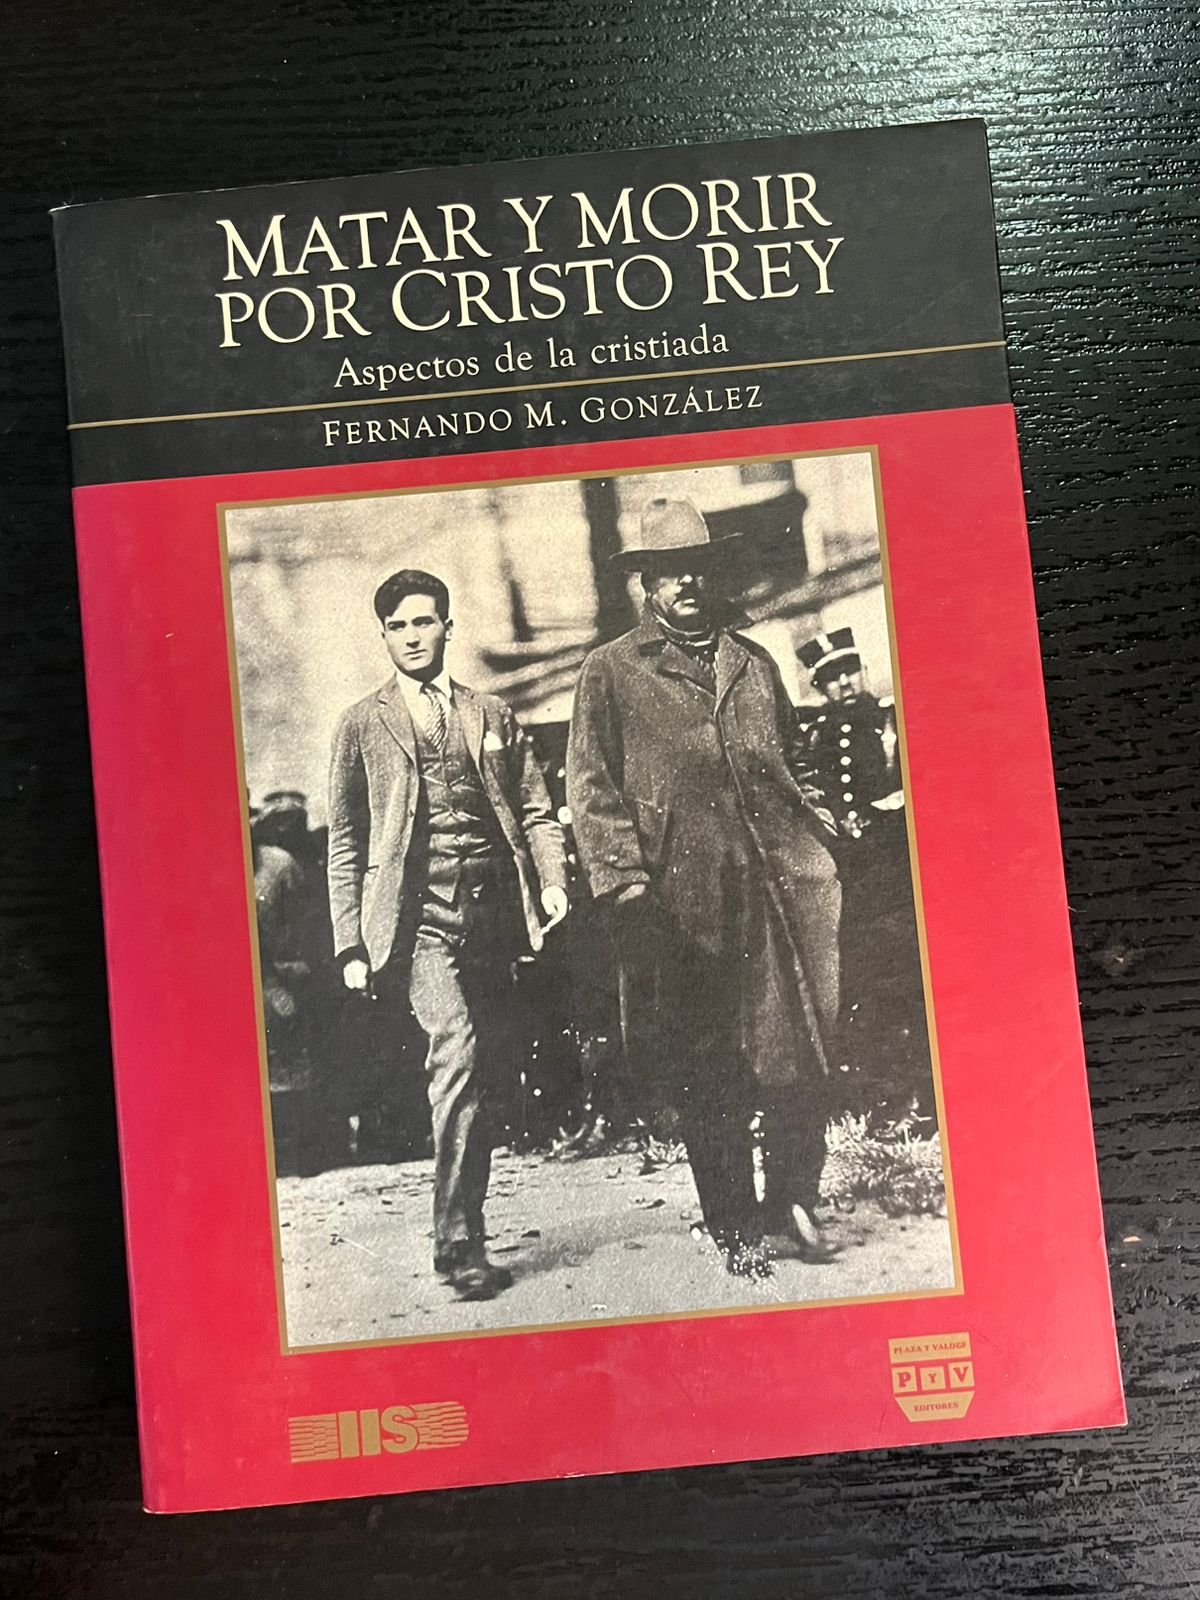 MATAR Y MORIR
POR CRISTO REY
Aspectos de la cristiada
FERNANDO M. GONZÁLEZ
IIS
PLAZA Y VALDES
P Y V
EDITORES